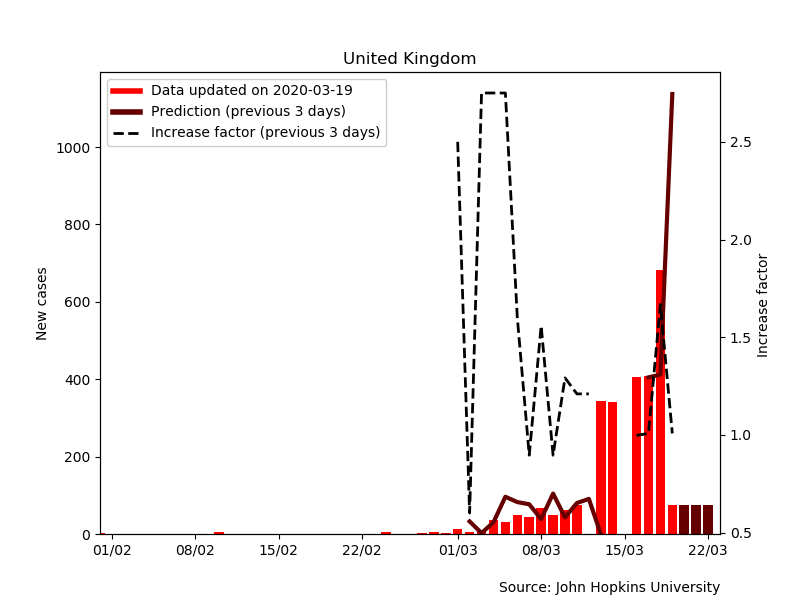 United Kingdom
Data updated on 2020-03-19
Prediction (previous 3 days)
Increase factor (previous 3 days)
New cases
1000
800
600
400
200
0
2.5
2.0
1.5
1.0
0.5
Increase factor
01/02 08/02 15/02 22/02 01/03 08/03 15/03 22/03
Source: John Hopkins University